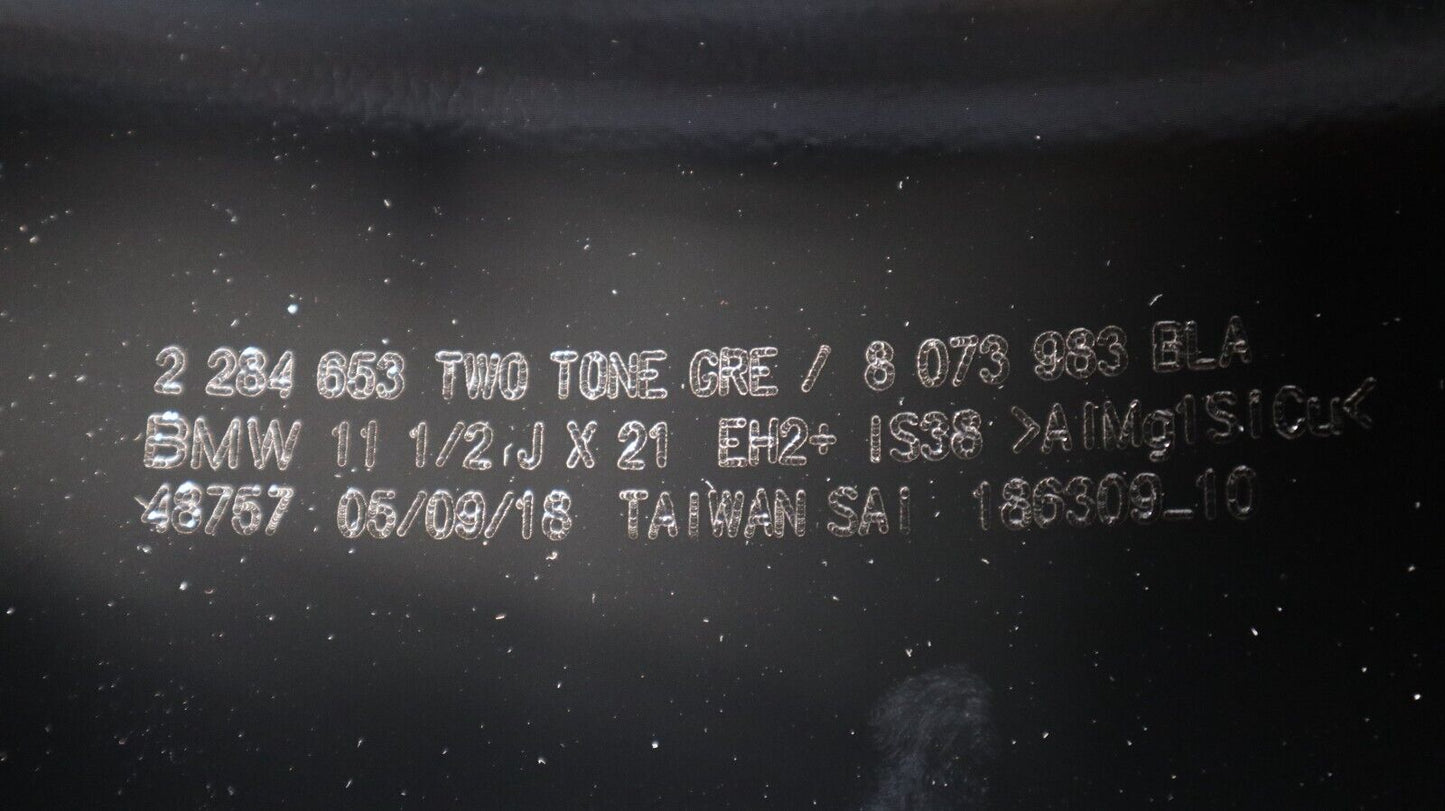 2 284 653 TWO TONE GRE / 8 073 983 BLA
BMW 11 1/2 J X 21 EH2+ IS38 >AlMg1SiCu<
48757 05/09/18 TAIWAN SAI 186309_10